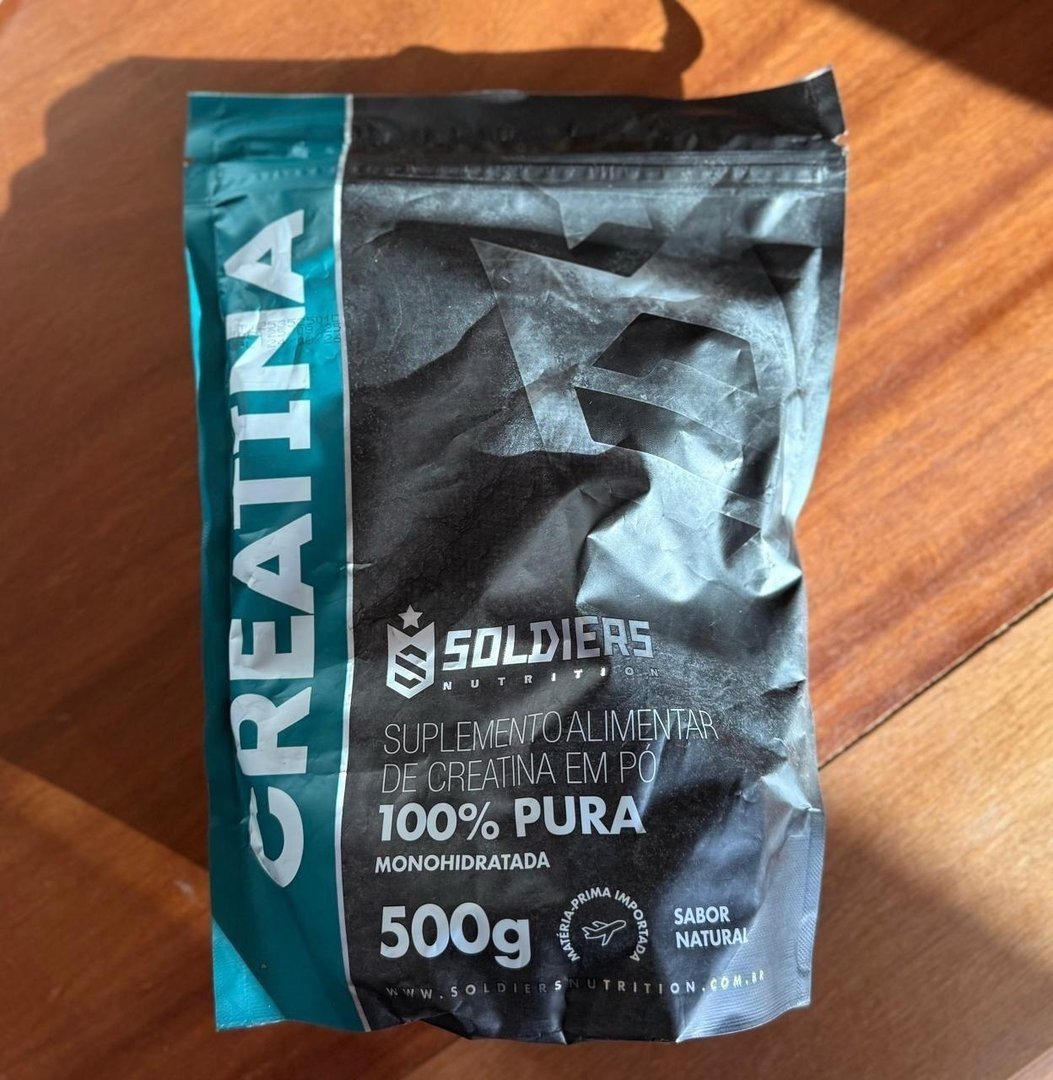 CREATINA
SOLDIERS
NUTRITION
SUPLEMENTO ALIMENTAR
DE CREATINA EM PÓ
100% PURA
MONOHIDRATADA
500g
MATÉRIA-PRIMA IMPORTADA
SABOR
NATURAL
WWW.SOLDIERSNUTRITION.COM.BR